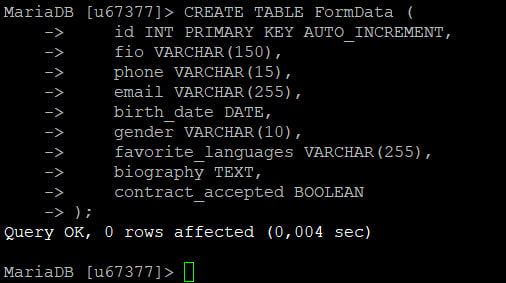 MariaDB [u67377]> CREATE TABLE FormData (
    ->     id INT PRIMARY KEY AUTO_INCREMENT,
    ->     fio VARCHAR(150),
    ->     phone VARCHAR(15),
    ->     email VARCHAR(255),
    ->     birth_date DATE,
    ->     gender VARCHAR(10),
    ->     favorite_languages VARCHAR(255),
    ->     biography TEXT,
    ->     contract_accepted BOOLEAN
    -> );
Query OK, 0 rows affected (0,004 sec)
MariaDB [u67377]>